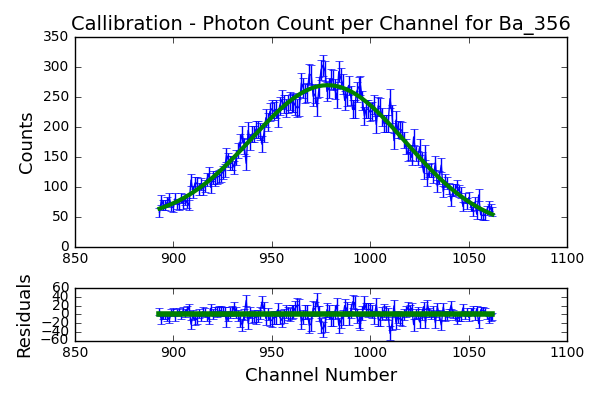 Callibration - Photon Count per Channel for Ba_356
350
300
250
200
150
100
50
0
Counts
850 900 950 1000 1050 1100
60
40
20
0
−20
−40
−60
Residuals
850 900 950 1000 1050 1100
Channel Number